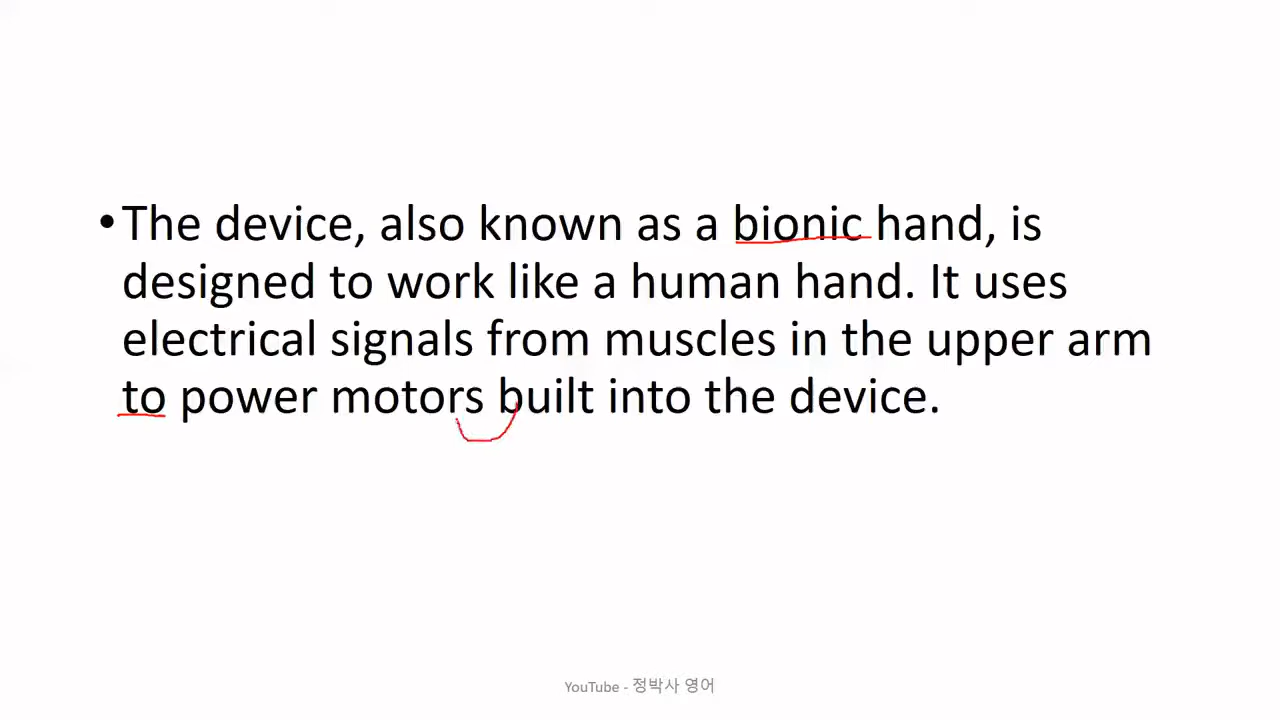 •The device, also known as a bionic hand, is
designed to work like a human hand. It uses
electrical signals from muscles in the upper arm
to power motors built into the device.
YouTube - 정박사 영어